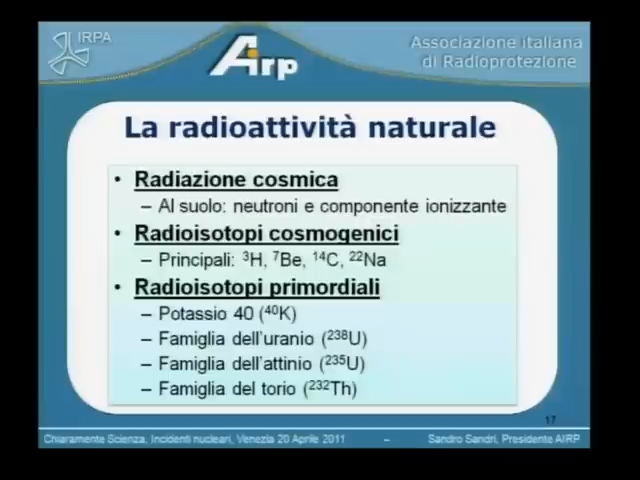 IRPA
Airp
Associazione italiana
di Radioprotezione
La radioattività naturale
• Radiazione cosmica
– Al suolo: neutroni e componente ionizzante
• Radioisotopi cosmogenici
– Principali: ³H, ⁷Be, ¹⁴C, ²²Na
• Radioisotopi primordiali
– Potassio 40 (⁴⁰K)
– Famiglia dell'uranio (²³⁸U)
– Famiglia dell'attinio (²³⁵U)
– Famiglia del torio (²³²Th)
17
Chiaramente Scienza, Incidenti nucleari, Venezia 20 Aprile 2011 – Sandro Sandri, Presidente AIRP